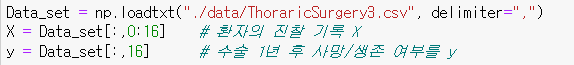 Data_set = np.loadtxt("./data/ThoraricSurgery3.csv", delimiter=",")
X = Data_set[:,0:16] # 환자의 진찰 기록 X
y = Data_set[:,16] # 수술 1년 후 사망/생존 여부를 y